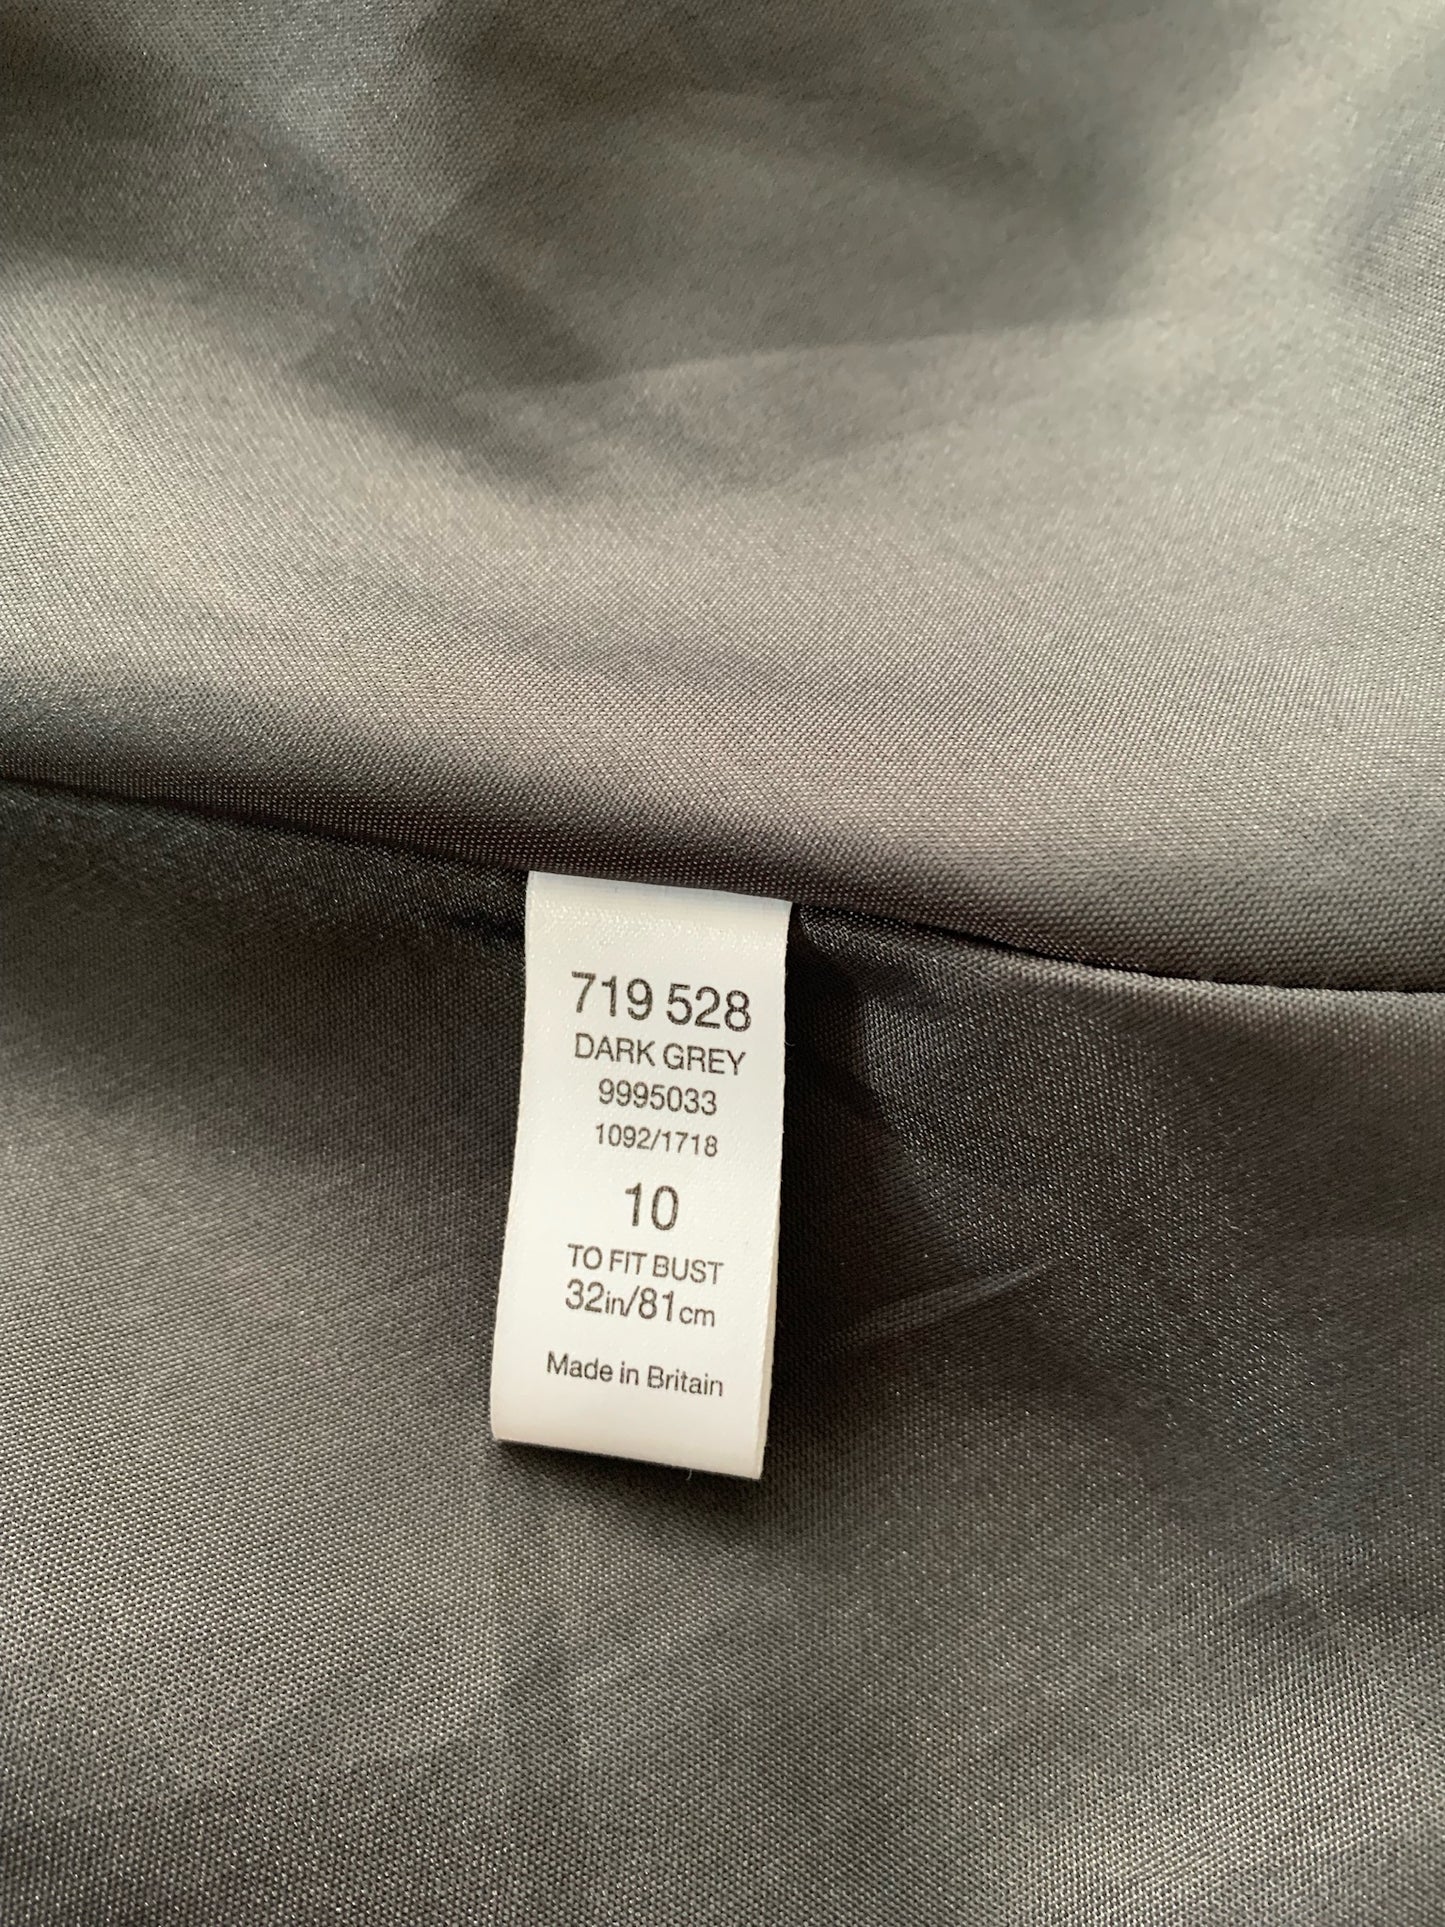 719 528
DARK GREY
9995033
1092/1718
10
TO FIT BUST
32in/81cm
Made in Britain